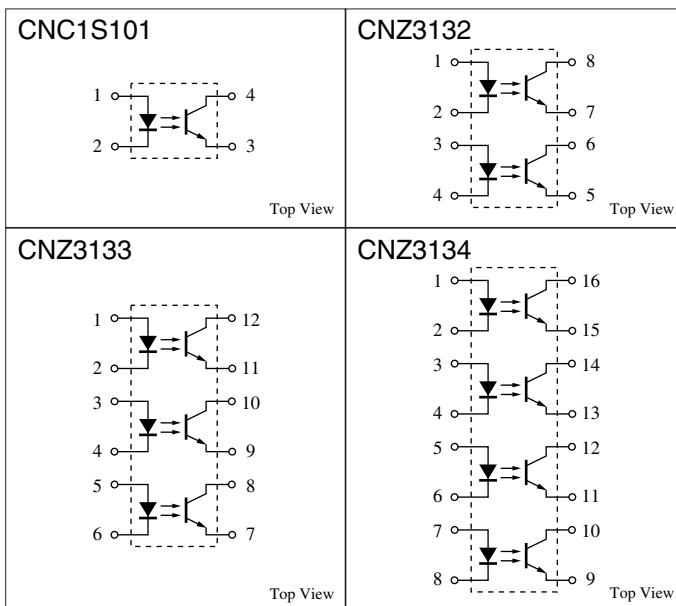 CNC1S101
1 4
2 3
Top View
CNZ3132
1 8
2 7
3 6
4 5
Top View
CNZ3133
1 12
2 11
3 10
4 9
5 8
6 7
Top View
CNZ3134
1 16
2 15
3 14
4 13
5 12
6 11
7 10
8 9
Top View